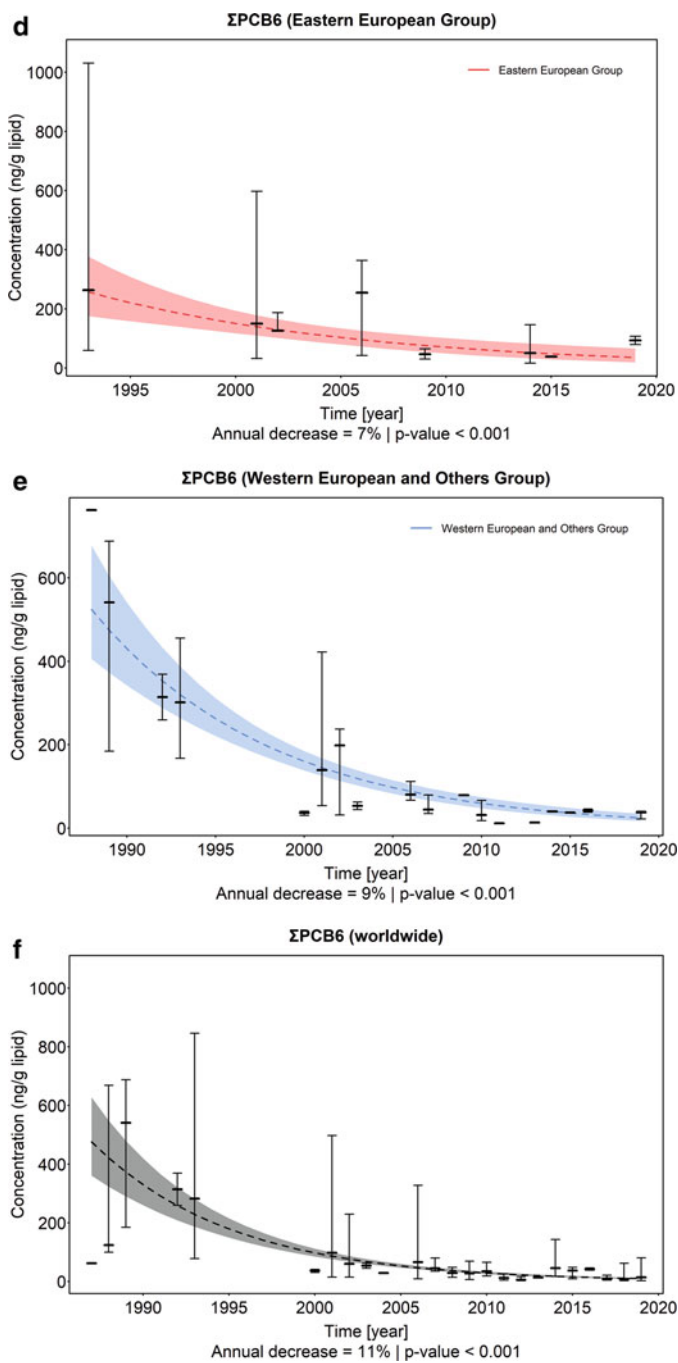 d
ΣPCB6 (Eastern European Group)
1000
800
600
400
200
0
Concentration (ng/g lipid)
Eastern European Group
1995 2000 2005 2010 2015 2020
Time [year]
Annual decrease = 7% | p-value < 0.001
e
ΣPCB6 (Western European and Others Group)
600
400
200
0
Concentration (ng/g lipid)
Western European and Others Group
1990 1995 2000 2005 2010 2015 2020
Time [year]
Annual decrease = 9% | p-value < 0.001
f
ΣPCB6 (worldwide)
1000
800
600
400
200
0
Concentration (ng/g lipid)
1990 1995 2000 2005 2010 2015 2020
Time [year]
Annual decrease = 11% | p-value < 0.001